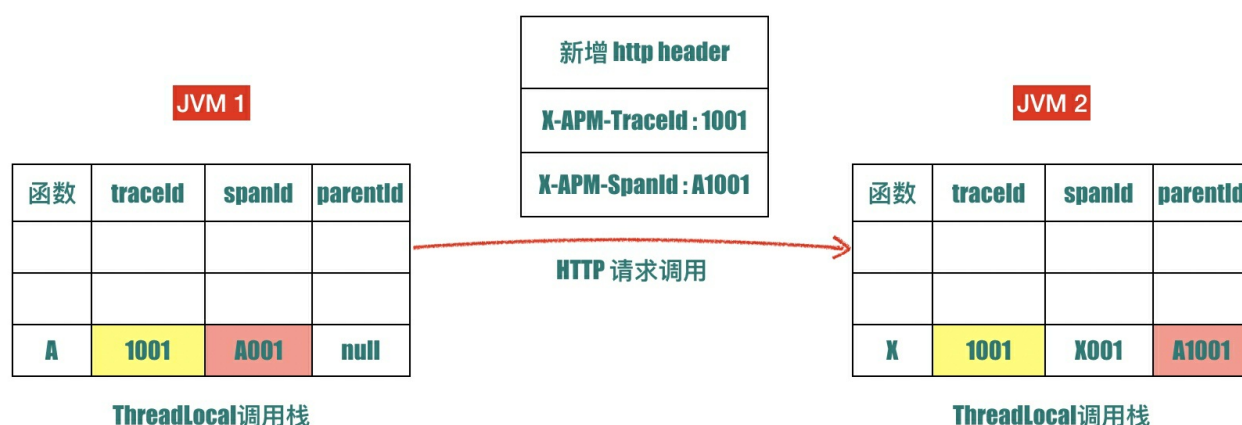 新增 http header
X-APM-TraceId : 1001
X-APM-SpanId : A1001
JVM 1
函数 traceId spanId parentId
A 1001 A001 null
ThreadLocal调用栈
HTTP 请求调用
JVM 2
函数 traceId spanId parentId
X 1001 X001 A1001
ThreadLocal调用栈